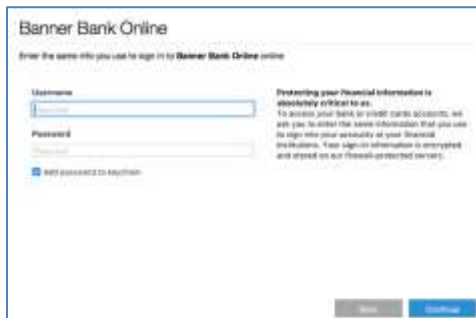 Banner Bank Online
Enter the same info you use to sign in to Banner Bank Online online
Username
Password
Add password to keychain
Protecting your financial information is
absolutely critical to us.
To access your bank or credit cards accounts, we
ask you to enter the same information that you use
to sign into your accounts at your financial
institutions. Your sign-in information is encrypted
and stored on our firewall-protected servers.
Back
Continue